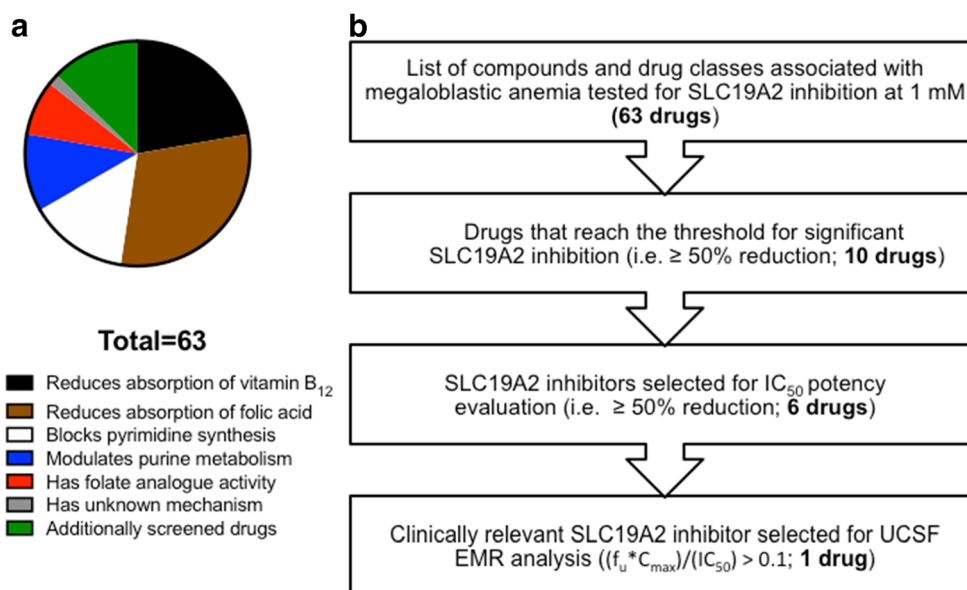 a
Total=63
Reduces absorption of vitamin B12
Reduces absorption of folic acid
Blocks pyrimidine synthesis
Modulates purine metabolism
Has folate analogue activity
Has unknown mechanism
Additionally screened drugs
b
List of compounds and drug classes associated with
megaloblastic anemia tested for SLC19A2 inhibition at 1 mM
(63 drugs)
Drugs that reach the threshold for significant
SLC19A2 inhibition (i.e. ≥ 50% reduction; 10 drugs)
SLC19A2 inhibitors selected for IC50 potency
evaluation (i.e. ≥ 50% reduction; 6 drugs)
Clinically relevant SLC19A2 inhibitor selected for UCSF
EMR analysis ((fu*Cmax)/(IC50) > 0.1; 1 drug)